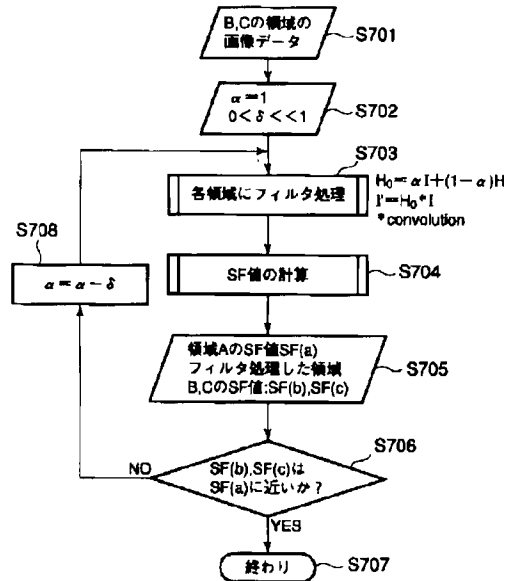 B,Cの領域の
画像データ
S701
α=1
0<δ<<1
S702
S703
各領域にフィルタ処理
H₀=αI+(1-α)H
I'=H₀*I
*convolution
S708
α=α-δ
SF値の計算
S704
領域AのSF値SF(a)
フィルタ処理した領域
B,CのSF値:SF(b),SF(c)
S705
S706
NO
SF(b),SF(c)は
SF(a)に近いか?
YES
終わり
S707